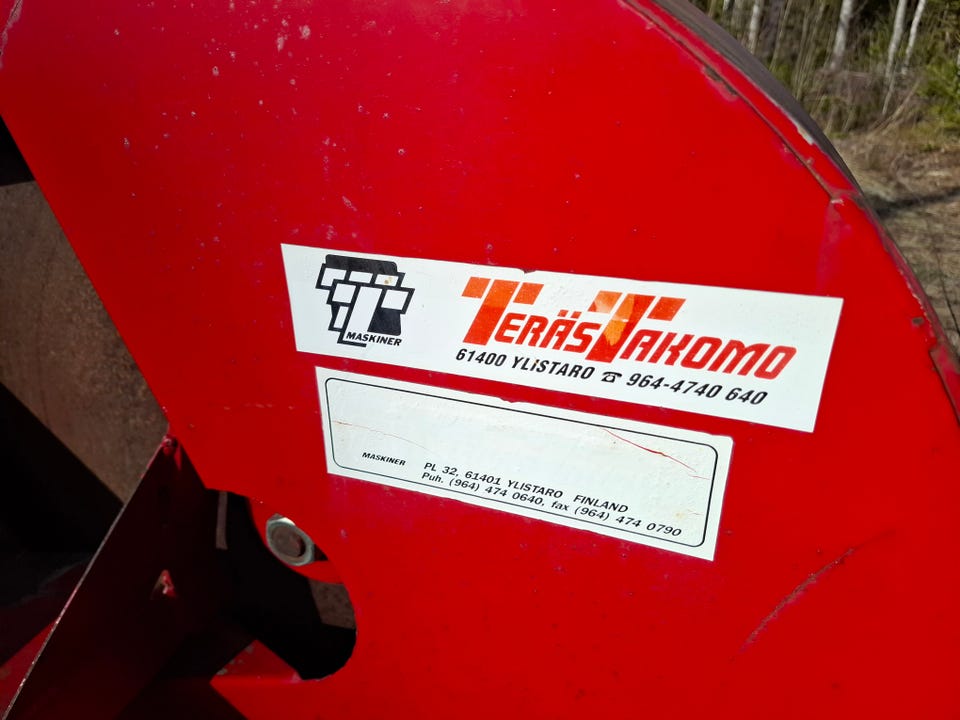 MASKINER
TERÄSTAKOMO
61400 YLISTARO ☎ 964-4740 640
MASKINER
PL 32, 61401 YLISTARO FINLAND
Puh. (964) 474 0640, fax (964) 474 0790